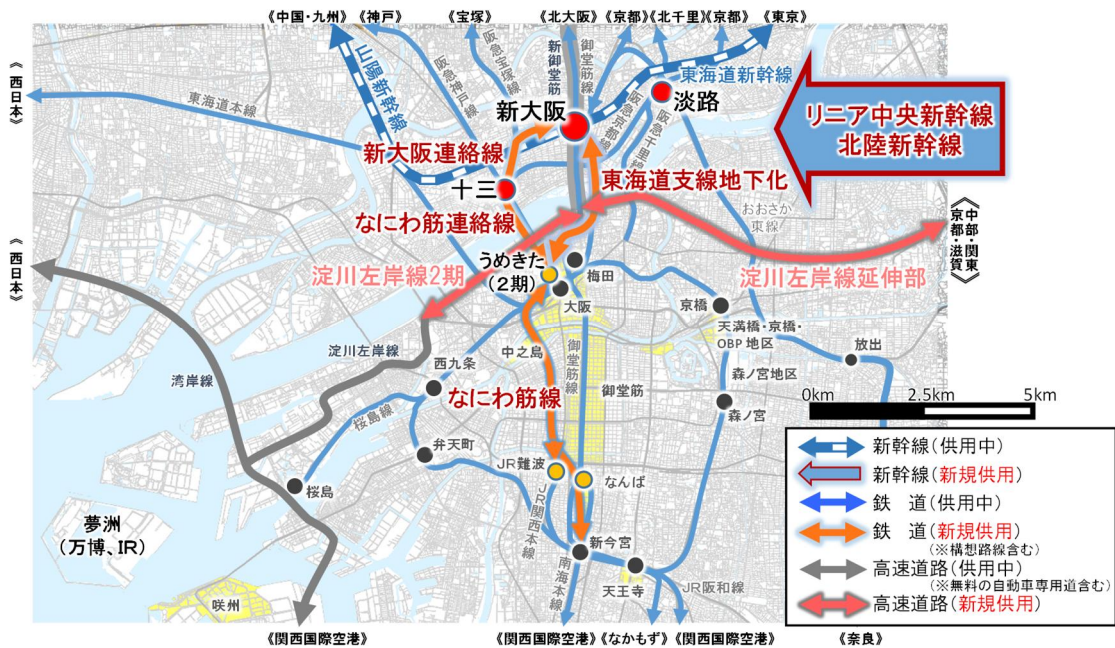 《中国・九州》
《神戸》
《宝塚》
《北大阪》
《京都》
《北千里》
《京都》
《東京》
《西日本》
東海道本線
山陽新幹線
阪急神戸線
阪急宝塚線
新御堂筋
御堂筋線
東海道新幹線
新大阪
淡路
リニア中央新幹線
北陸新幹線
新大阪連絡線
阪急京都線
阪急千里線
十三
東海道支線地下化
なにわ筋連絡線
おおさか
東線
《中部・関東
京都・滋賀》
《西日本》
淀川左岸線2期
うめきた
(2期)
梅田
大阪
淀川左岸線延伸部
京橋
天満橋・京橋・
OBP地区
放出
淀川左岸線
湾岸線
西九条
中之島
御堂筋線
御堂筋
森ノ宮地区
なにわ筋線
0km
2.5km
5km
桜島線
森ノ宮
弁天町
JR難波
なんば
桜島
JR関西本線
夢洲
(万博、IR)
新今宮
南海本線
天王寺
JR阪和線
咲州
新幹線(供用中)
新幹線(新規供用)
鉄 道(供用中)
鉄 道(新規供用)
(※構想路線含む)
高速道路(供用中)
(※無料の自動車専用道含む)
高速道路(新規供用)
《関西国際空港》
《関西国際空港》
《なかもず》
《関西国際空港》
《奈良》